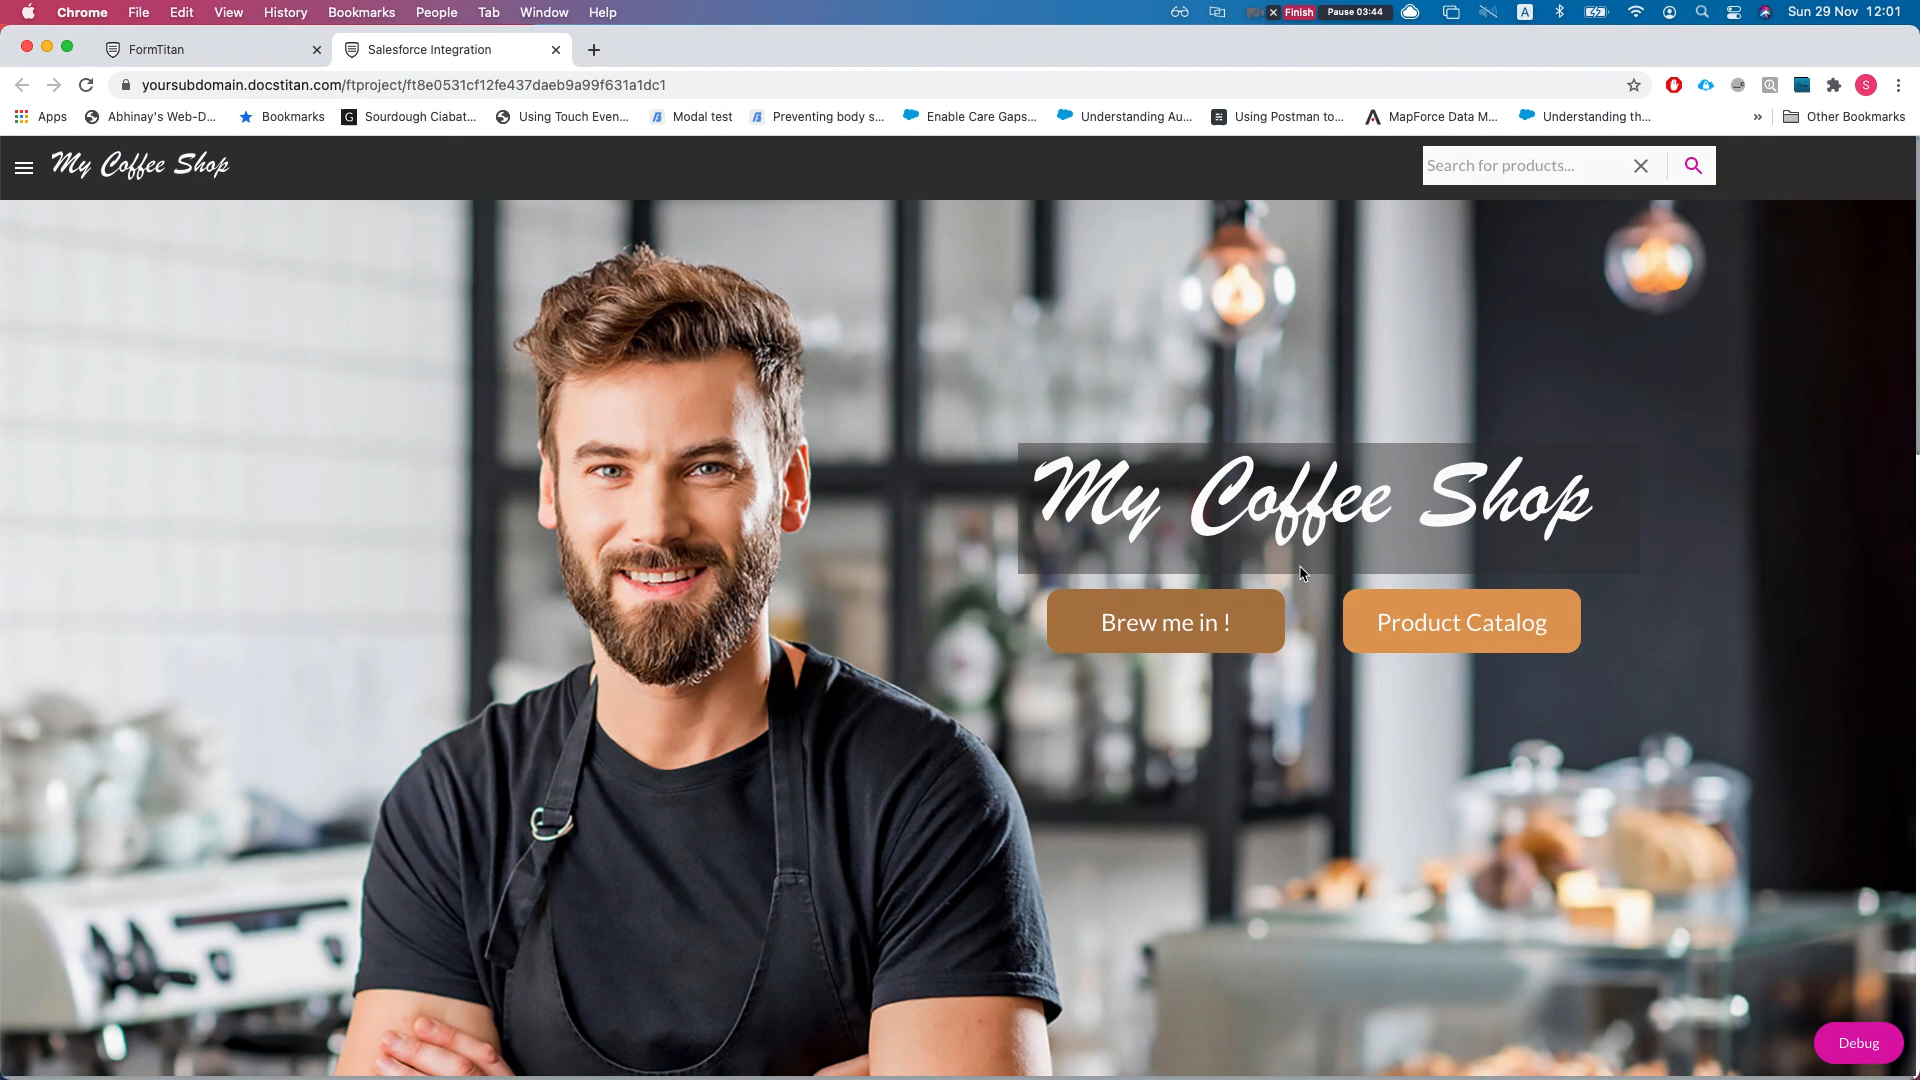 Chrome File Edit View History Bookmarks People Tab Window Help
Finish Pause 03:44 A Sun 29 Nov 12:01
FormTitan Salesforce Integration
yoursubdomain.docstitan.com/ftproject/ft8e0531cf12fe437daeb9a99f631a1dc1 S
Apps Abhinay's Web-D... Bookmarks G Sourdough Ciabat... Using Touch Even... Modal test Preventing body s... Enable Care Gaps... Understanding Au... Using Postman to... MapForce Data M... Understanding th... » Other Bookmarks
My Coffee Shop Search for products...
My Coffee Shop
Brew me in ! Product Catalog
Debug